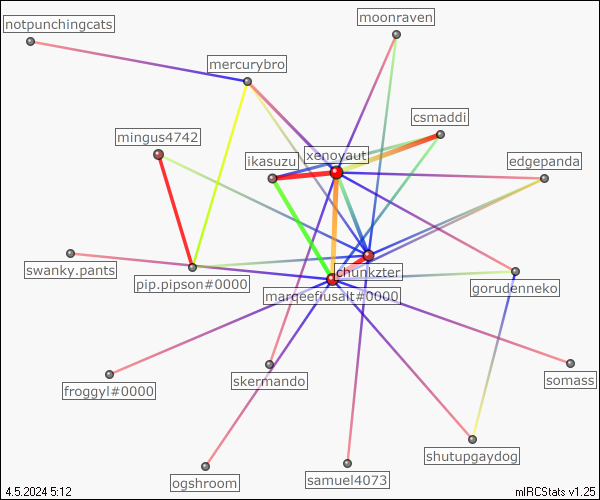 moonraven
notpunchingcats
mercurybro
csmaddi
mingus4742
xenoyaut
ikasuzu
edgepanda
swanky.pants
chunkzter
pip.pipson#0000
gorudenneko
marqeefiusalt#0000
skermando
somass
froggyl#0000
shutupgaydog
ogshroom
samuel4073
4.5.2024 5:12
mIRCStats v1.25